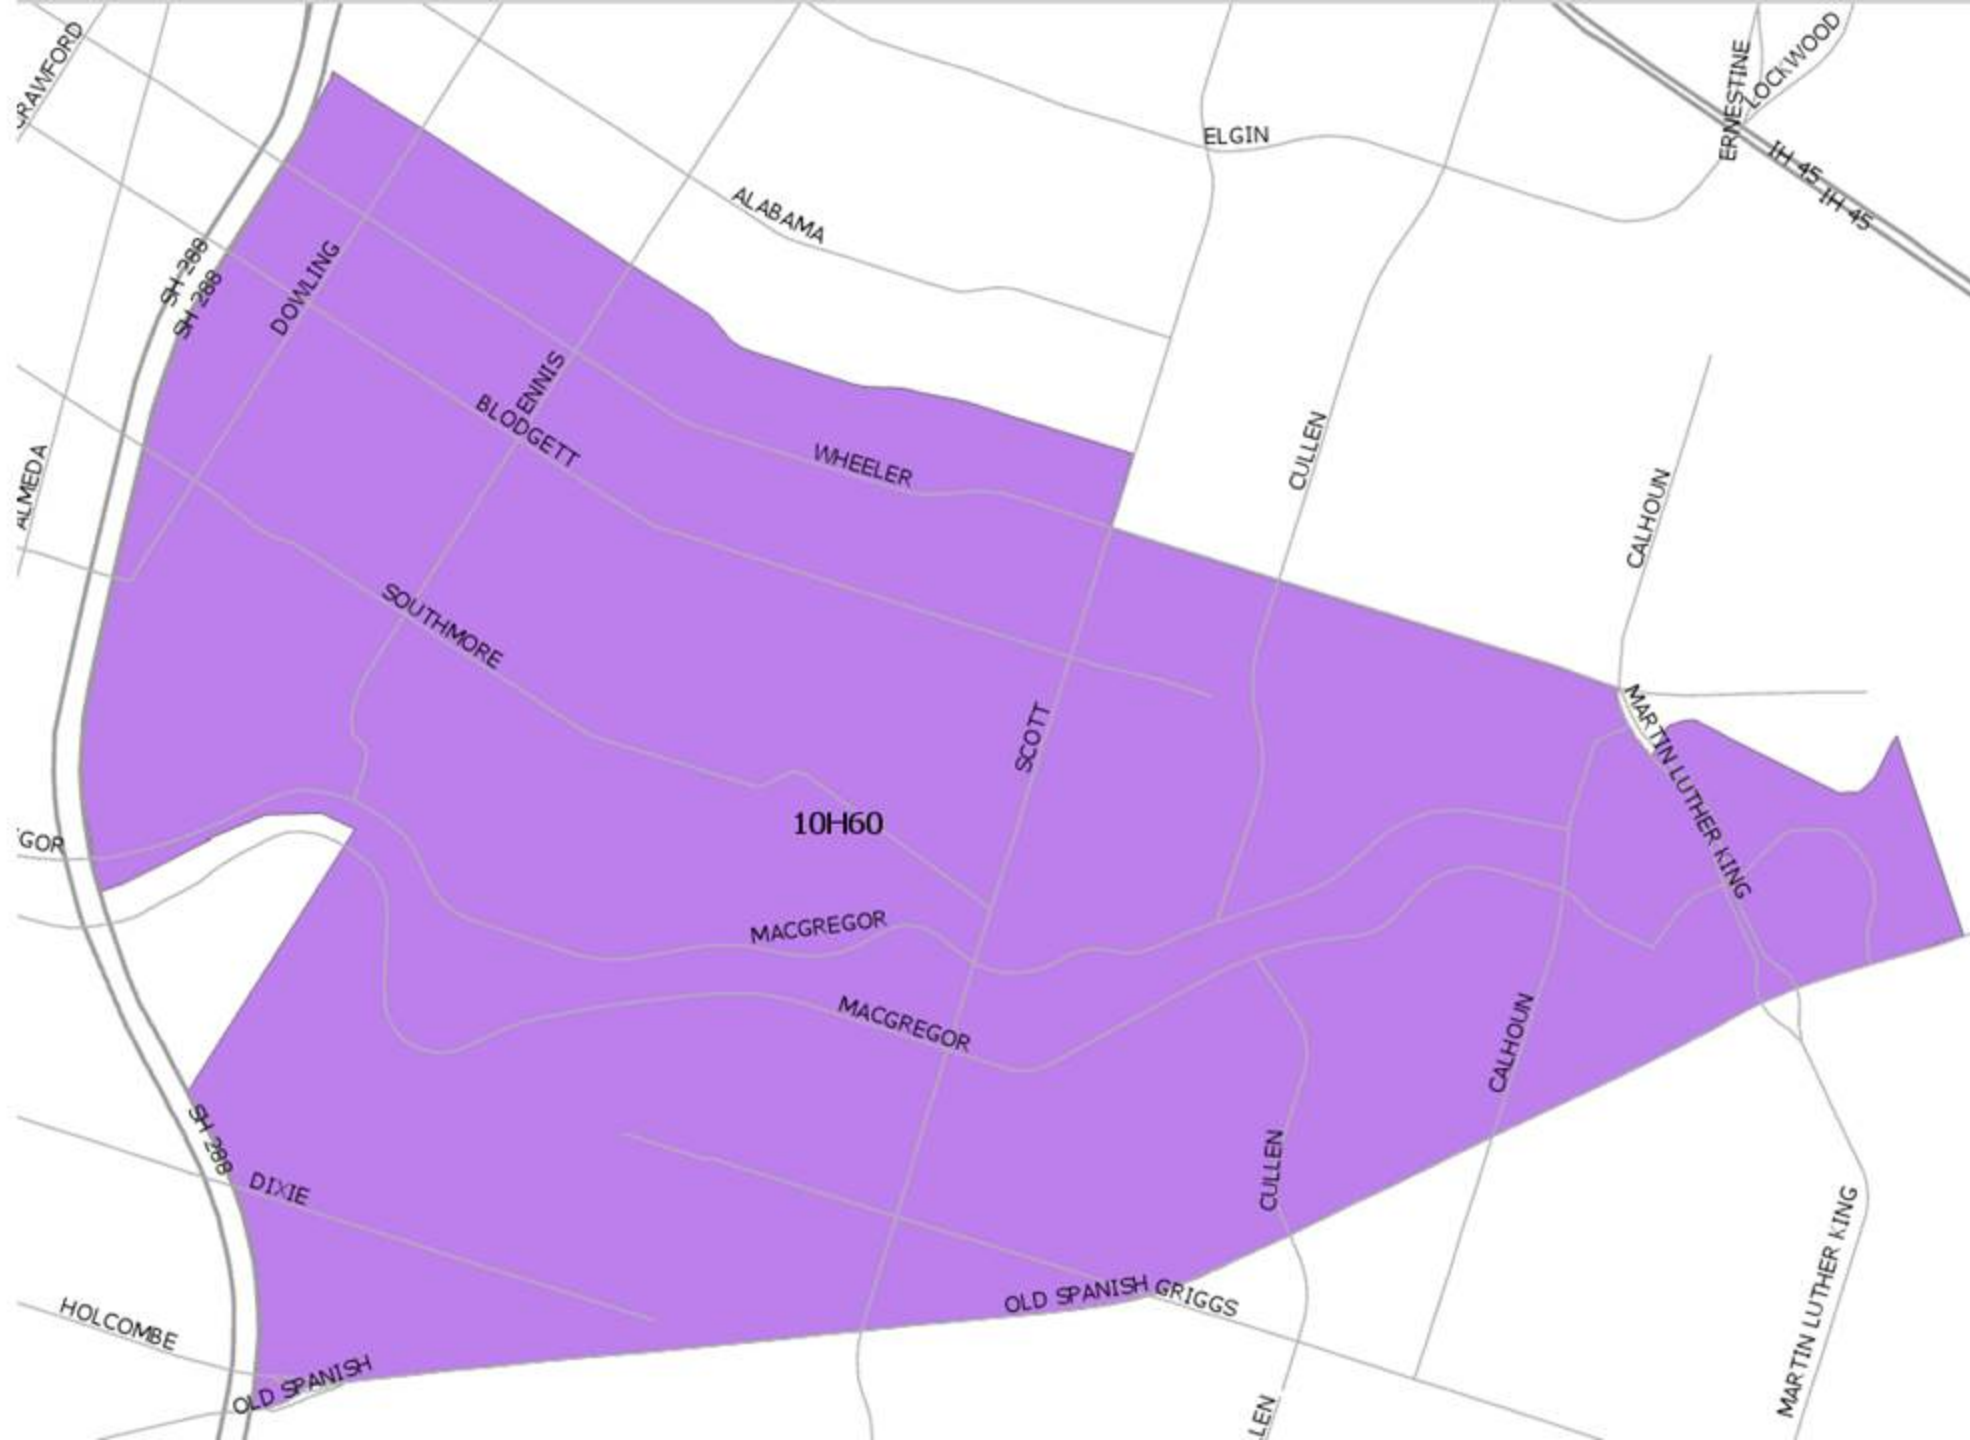 CRAWFORD
LOCKWOOD
ERNESTINE
ELGIN
IH 45
IH 45
ALABAMA
SH 288
SH 288
DOWLING
ENNIS
BLODGETT
WHEELER
CULLEN
CALHOUN
ALMEDA
SOUTHMORE
SCOTT
MARTIN LUTHER KING
10H60
GOR
MACGREGOR
MACGREGOR
CALHOUN
SH 288
DIXIE
CULLEN
MARTIN LUTHER KING
HOLCOMBE
OLD SPANISH
GRIGGS
OLD SPANISH
LLEN